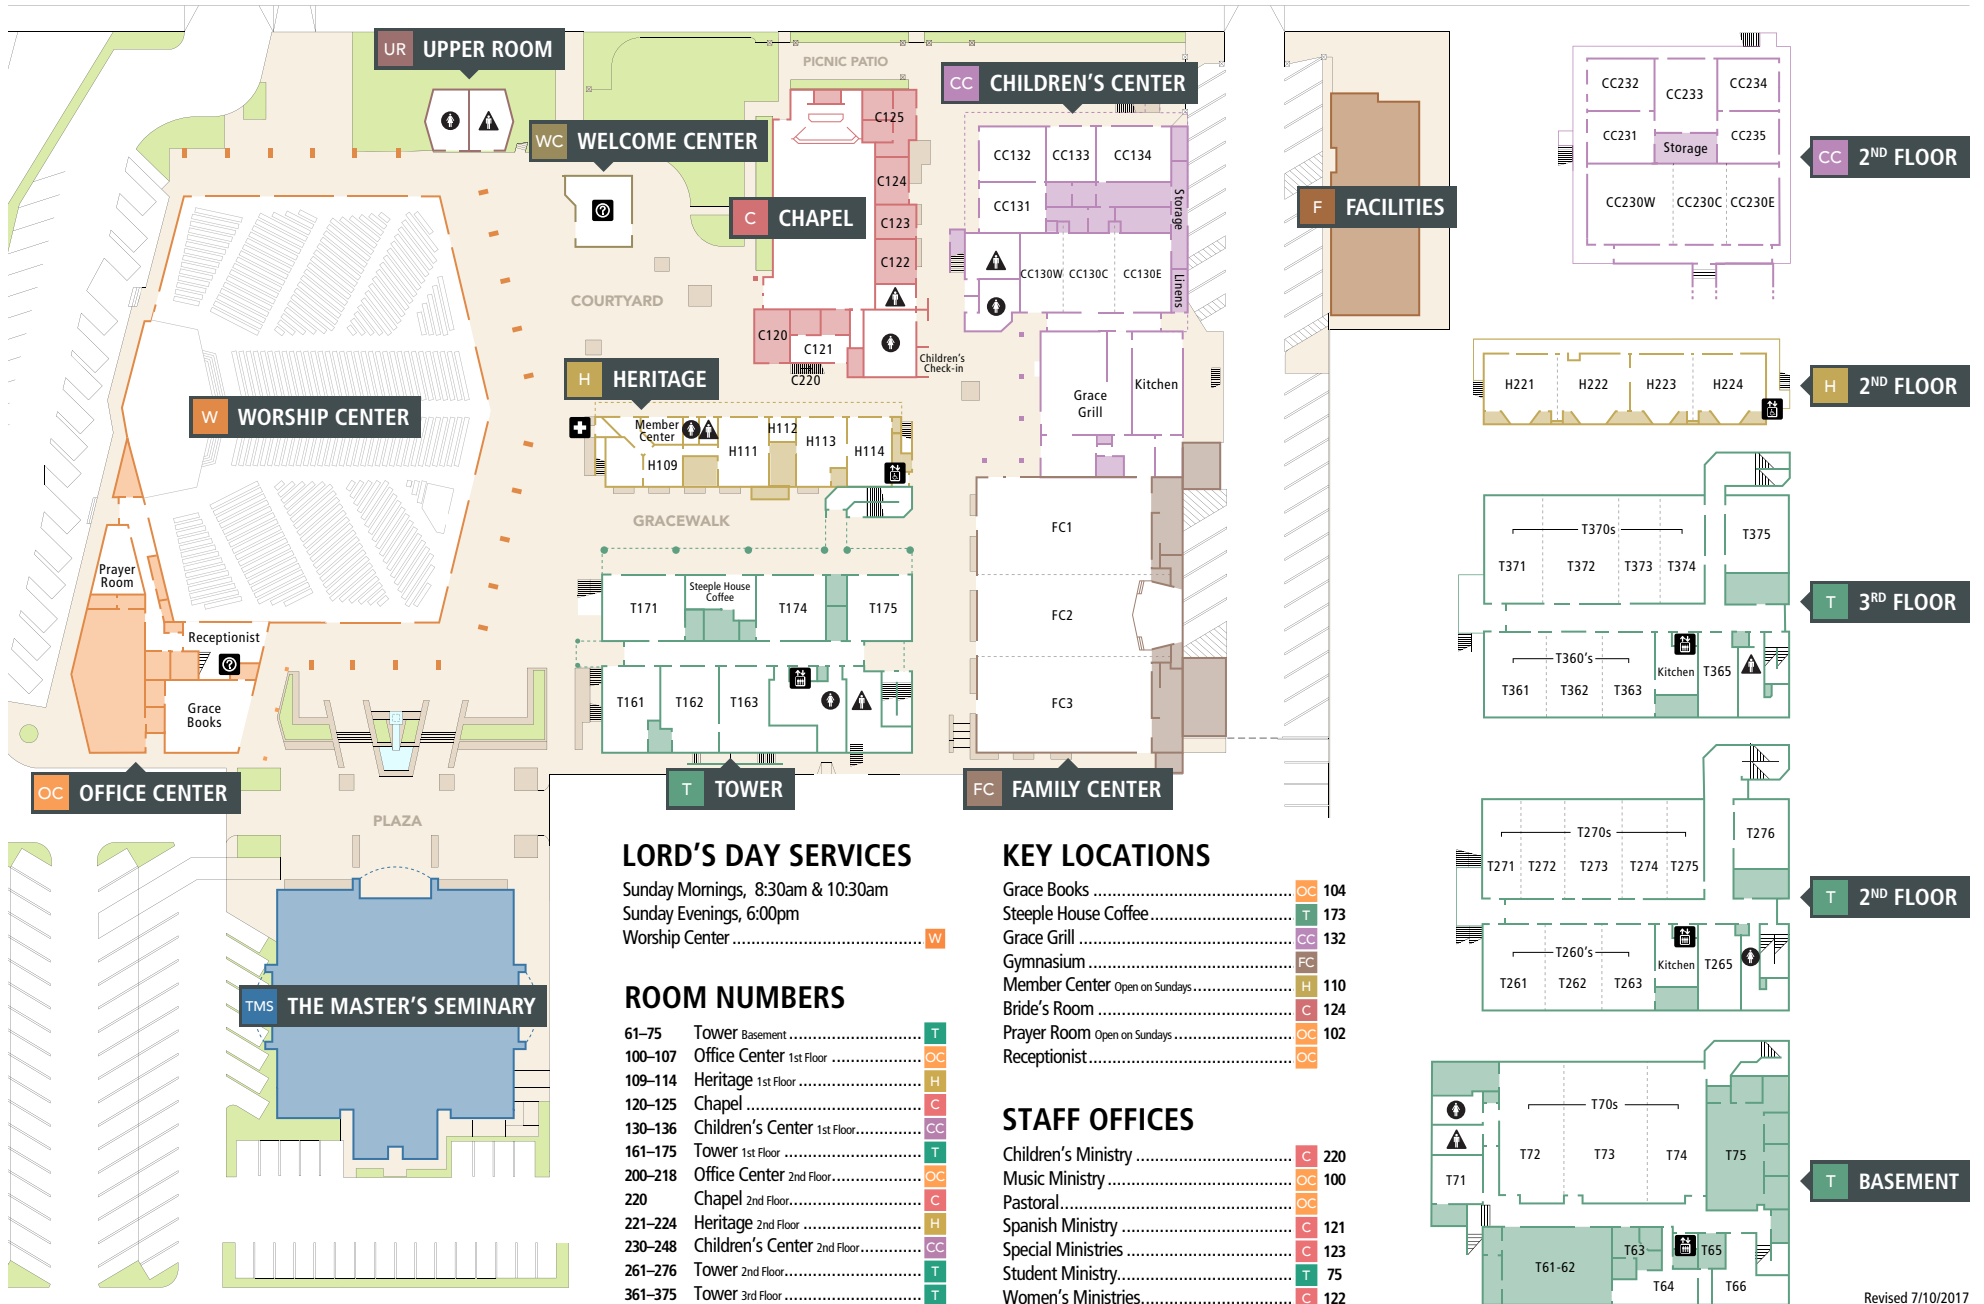 UR UPPER ROOM
PICNIC PATIO
CC CHILDREN'S CENTER
WC WELCOME CENTER
C CHAPEL
C125
C124
C123
C122
C120
C121
C220
Children's
Check-in
COURTYARD
CC132
CC133
CC134
CC131
Storage
CC130W
CC130C
CC130E
Linens
Grace
Grill
Kitchen
F FACILITIES
W WORSHIP CENTER
H HERITAGE
Member
Center
H109
H111
H112
H113
H114
GRACEWALK
Prayer
Room
Receptionist
Grace
Books
OC OFFICE CENTER
T171
Steeple House
Coffee
T174
T175
T161
T162
T163
T TOWER
FC1
FC2
FC3
FC FAMILY CENTER
PLAZA
TMS THE MASTER'S SEMINARY
CC232
CC233
CC234
CC231
Storage
CC235
CC230W
CC230C
CC230E
CC 2ND FLOOR
H221
H222
H223
H224
H 2ND FLOOR
T370s
T375
T371
T372
T373
T374
T360's
T361
T362
T363
Kitchen
T365
T 3RD FLOOR
T270s
T276
T271
T272
T273
T274
T275
T260's
T261
T262
T263
Kitchen
T265
T 2ND FLOOR
T70s
T72
T73
T74
T75
T71
T61-62
T63
T65
T64
T66
T BASEMENT
LORD'S DAY SERVICES
Sunday Mornings, 8:30am & 10:30am
Sunday Evenings, 6:00pm
Worship Center W
ROOM NUMBERS
61–75 Tower Basement T
100–107 Office Center 1st Floor OC
109–114 Heritage 1st Floor H
120–125 Chapel C
130–136 Children's Center 1st Floor CC
161–175 Tower 1st Floor T
200–218 Office Center 2nd Floor OC
220 Chapel 2nd Floor C
221–224 Heritage 2nd Floor H
230–248 Children's Center 2nd Floor CC
261–276 Tower 2nd Floor T
361–375 Tower 3rd Floor T
KEY LOCATIONS
Grace Books OC 104
Steeple House Coffee T 173
Grace Grill CC 132
Gymnasium FC
Member Center Open on Sundays H 110
Bride's Room C 124
Prayer Room Open on Sundays OC 102
Receptionist OC
STAFF OFFICES
Children's Ministry C 220
Music Ministry OC 100
Pastoral OC
Spanish Ministry C 121
Special Ministries C 123
Student Ministry T 75
Women's Ministries C 122
Revised 7/10/2017